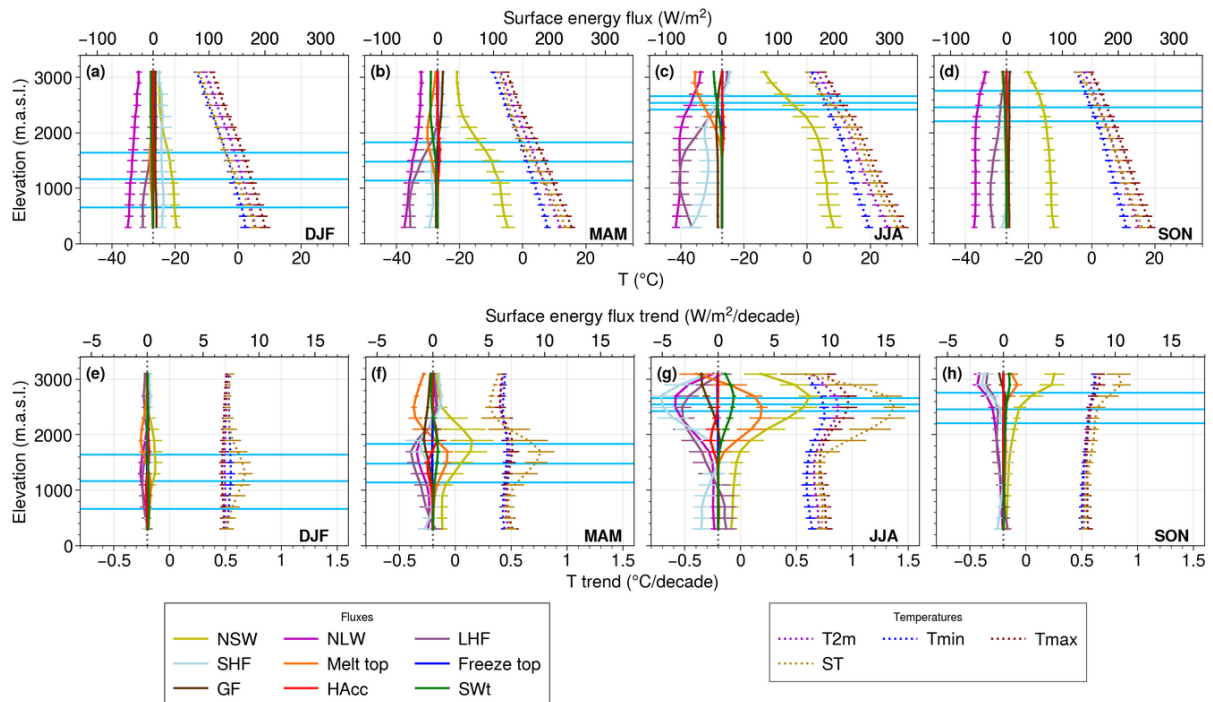 Surface energy flux (W/m²)
−100 0 100 200 300 −100 0 100 200 300 −100 0 100 200 300 −100 0 100 200 300
Elevation (m.a.s.l.)
3000
2000
1000
0
(a) (b) (c) (d)
DJF MAM JJA SON
−40 −20 0 20 −40 −20 0 20 −40 −20 0 20 −40 −20 0 20
T (°C)
Surface energy flux trend (W/m²/decade)
−5 0 5 10 15 −5 0 5 10 15 −5 0 5 10 15 −5 0 5 10 15
Elevation (m.a.s.l.)
3000
2000
1000
0
(e) (f) (g) (h)
DJF MAM JJA SON
−0.5 0 0.5 1 1.5 −0.5 0 0.5 1 1.5 −0.5 0 0.5 1 1.5 −0.5 0 0.5 1 1.5
T trend (°C/decade)
Fluxes
NSW NLW LHF
SHF Melt top Freeze top
GF HAcc SWt
Temperatures
T2m Tmin Tmax
ST